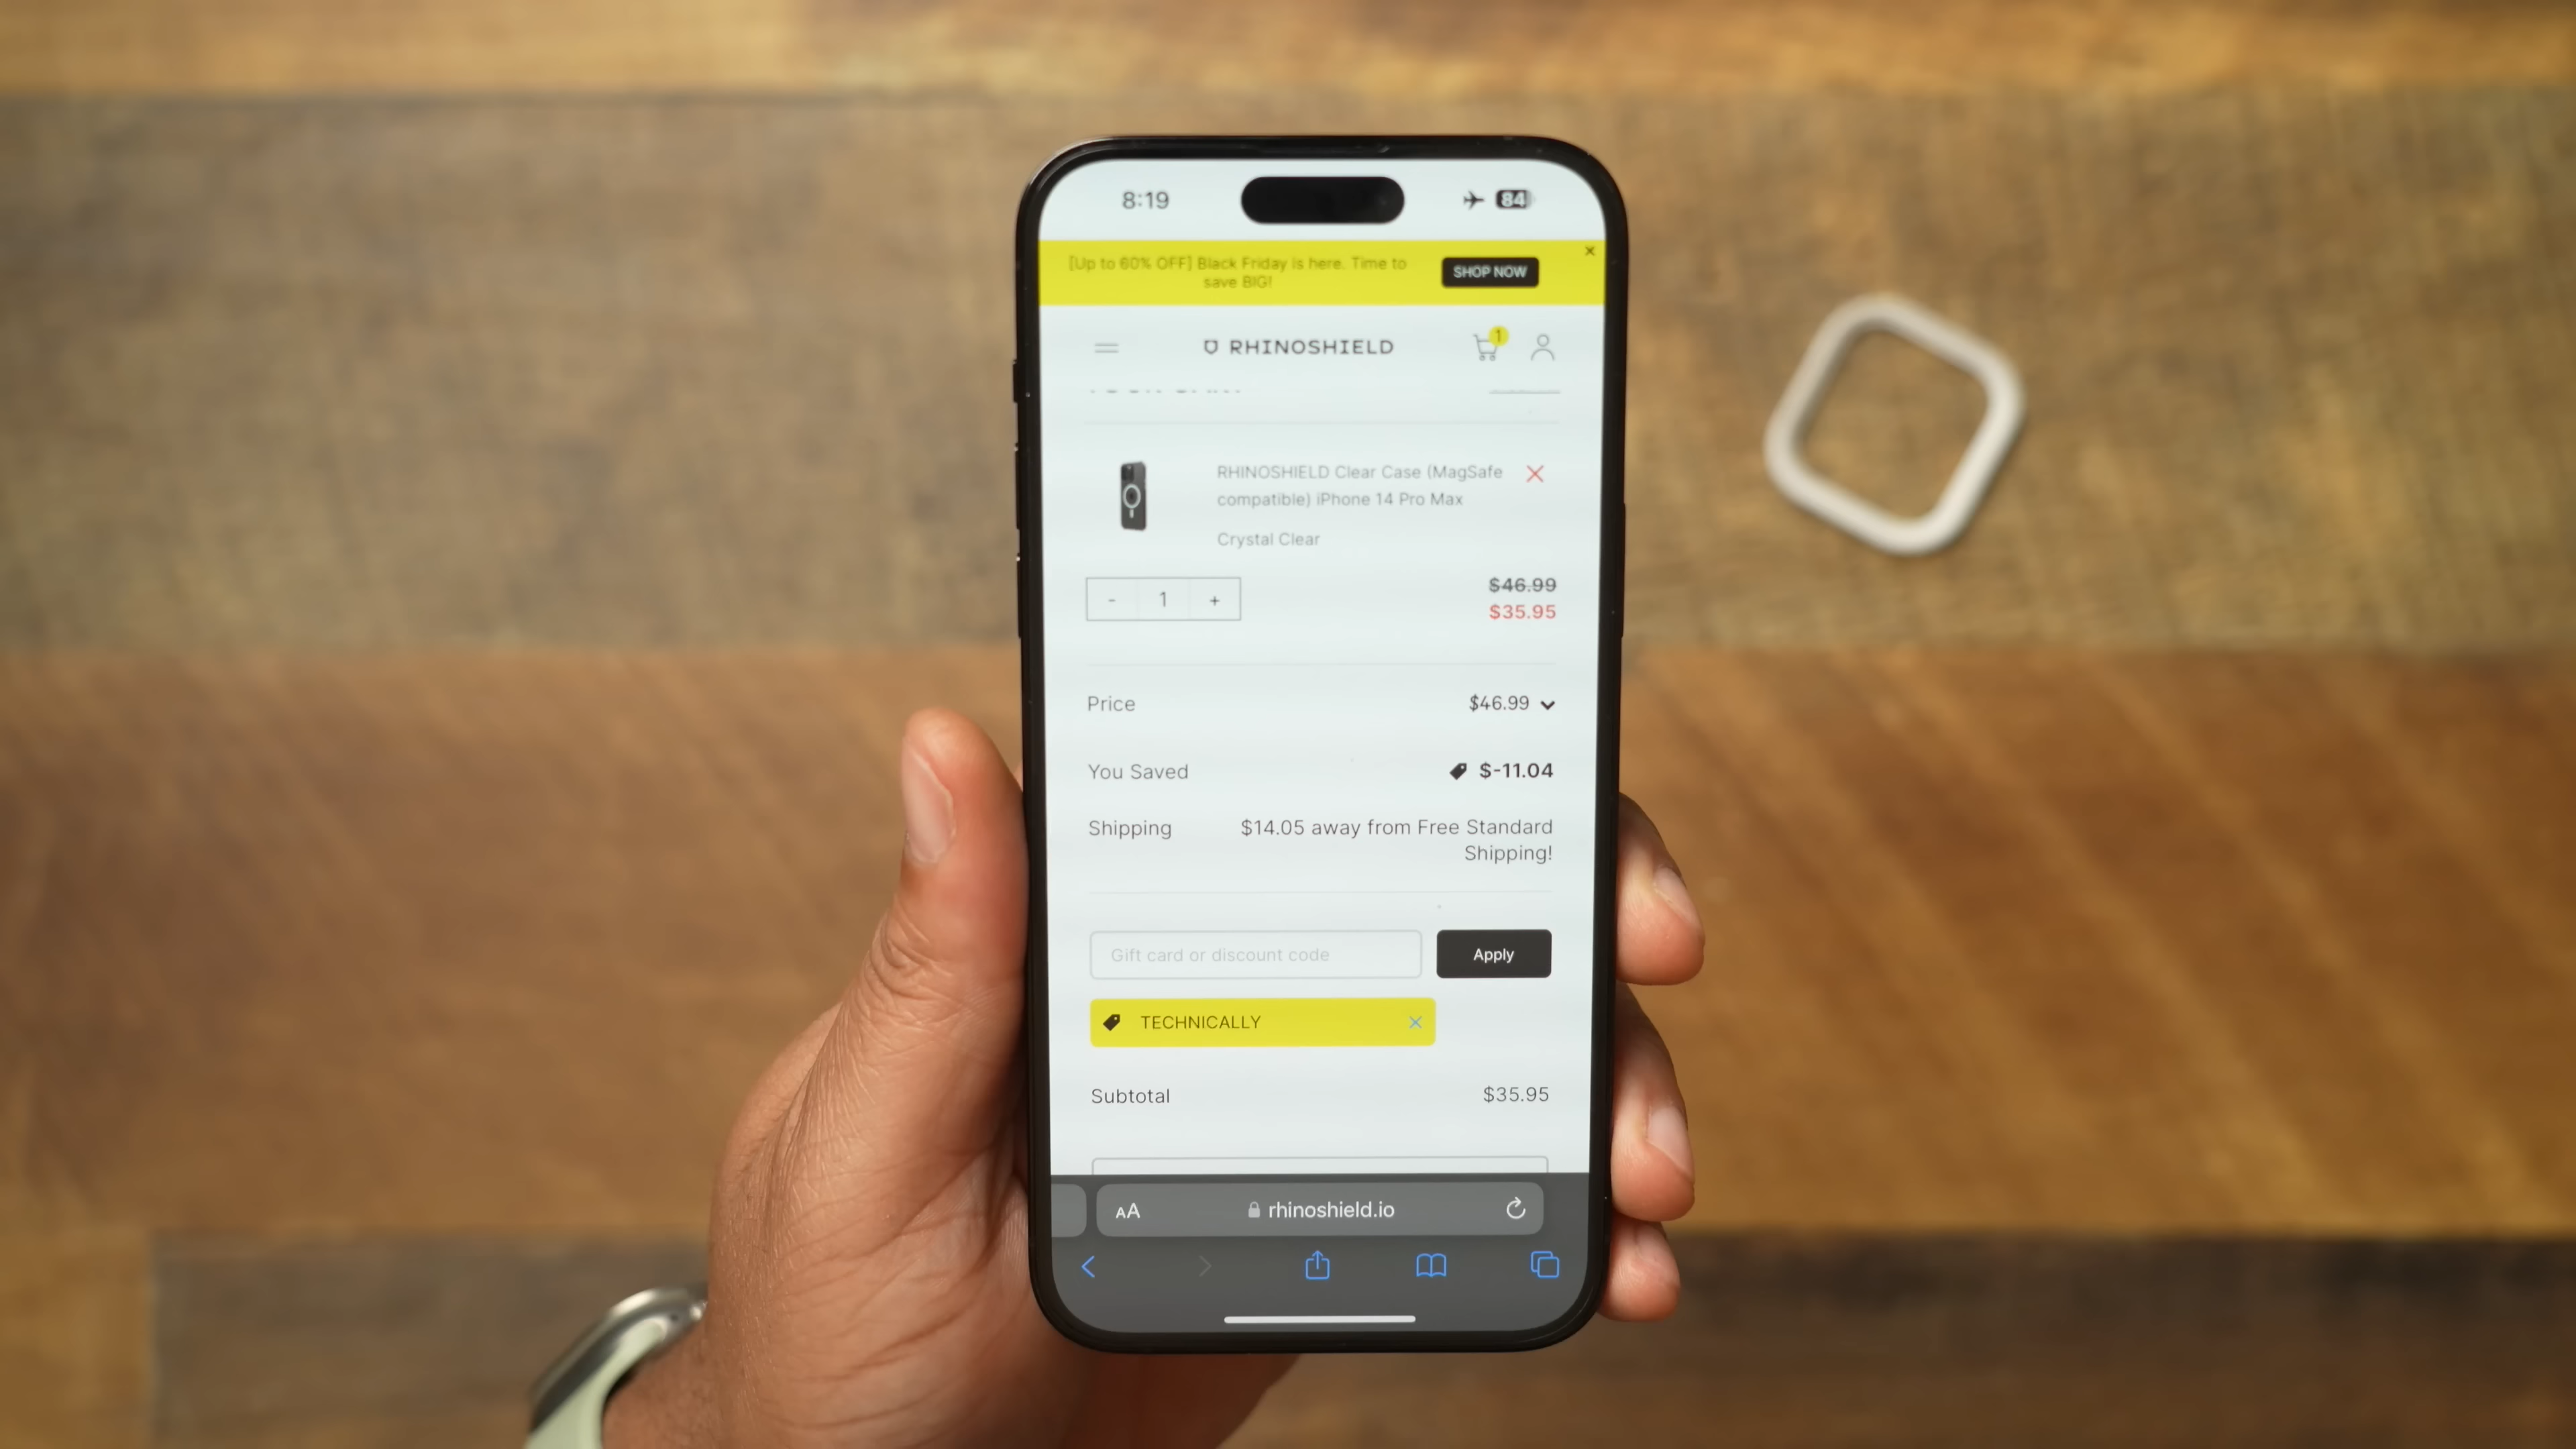 8:19
84
[Up to 60% OFF] Black Friday is here. Time to
save BIG!
SHOP NOW
RHINOSHIELD
1
RHINOSHIELD Clear Case (MagSafe
compatible) iPhone 14 Pro Max
Crystal Clear
- 1 +
$46.99
$35.95
Price $46.99
You Saved $-11.04
Shipping $14.05 away from Free Standard
Shipping!
Gift card or discount code Apply
TECHNICALLY
Subtotal $35.95
AA rhinoshield.io